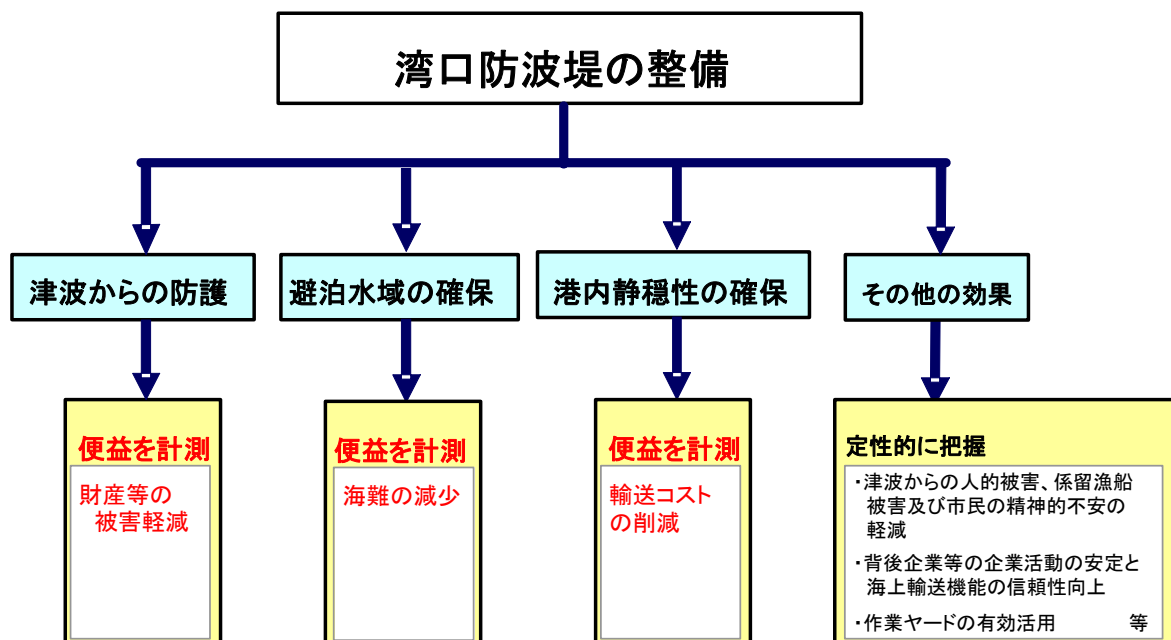 湾口防波堤の整備
津波からの防護
避泊水域の確保
港内静穏性の確保
その他の効果
便益を計測
財産等の
被害軽減
便益を計測
海難の減少
便益を計測
輸送コスト
の削減
定性的に把握
・津波からの人的被害、係留漁船
被害及び市民の精神的不安の
軽減
・背後企業等の企業活動の安定と
海上輸送機能の信頼性向上
・作業ヤードの有効活用　　　等